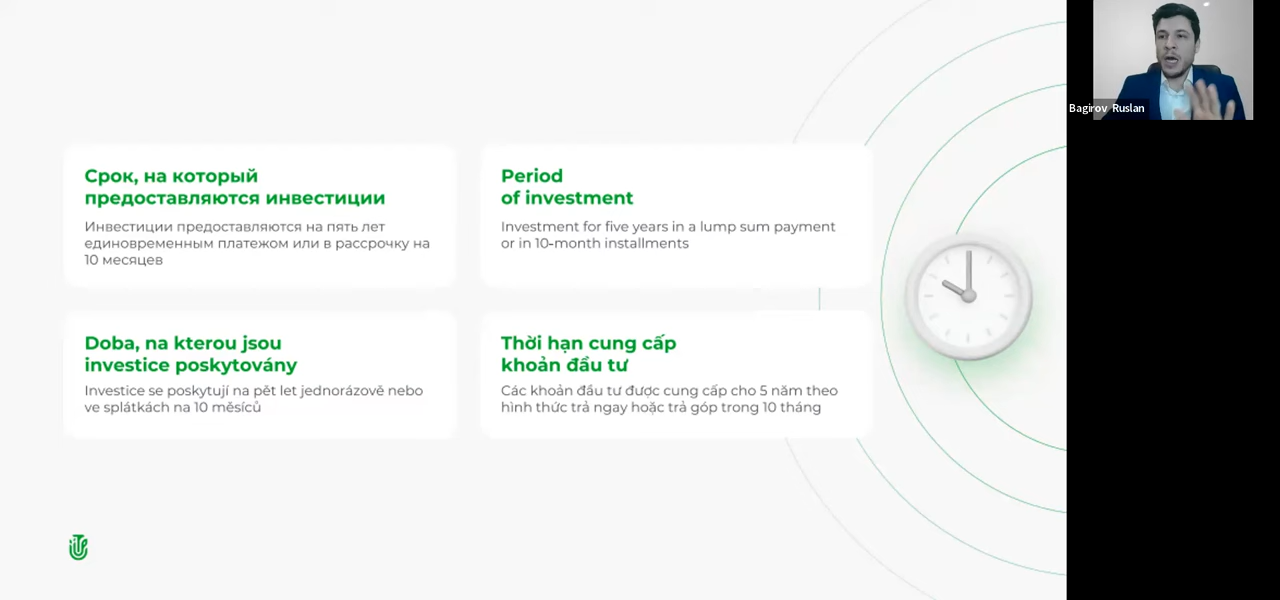 Bagirov Ruslan
Срок, на который
предоставляются инвестиции
Инвестиции предоставляются на пять лет
единовременным платежом или в рассрочку на
10 месяцев
Period
of investment
Investment for five years in a lump sum payment
or in 10-month installments
Doba, na kterou jsou
investice poskytovány
Investice se poskytují na pět let jednorázově nebo
ve splátkách na 10 měsíců
Thời hạn cung cấp
khoản đầu tư
Các khoản đầu tư được cung cấp cho 5 năm theo
hình thức trả ngay hoặc trả góp trong 10 tháng